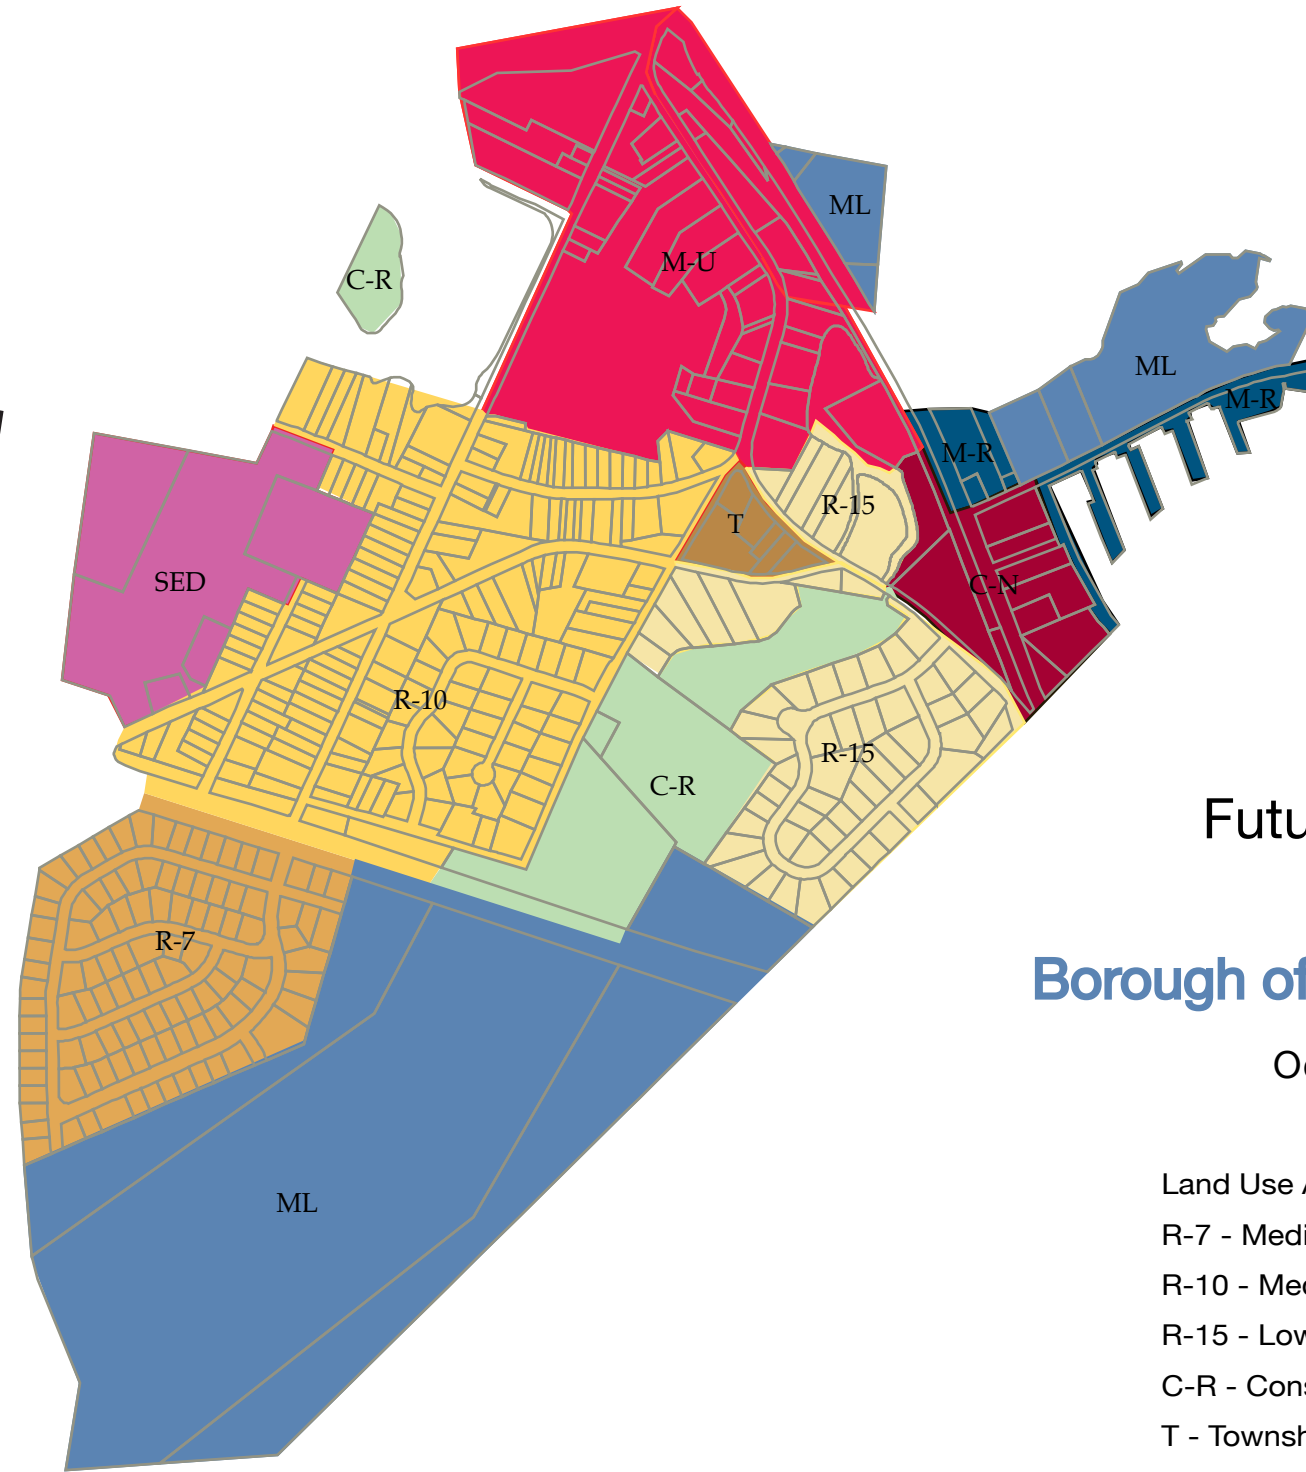 ML
M-U
C-R
ML
M-R
M-R
R-15
T
C-N
SED
R-10
R-15
C-R
R-7
ML
Futu
Borough of
Land Use
R-7 - Medi
R-10 - Med
R-15 - Low
C-R - Cons
T - Townsh